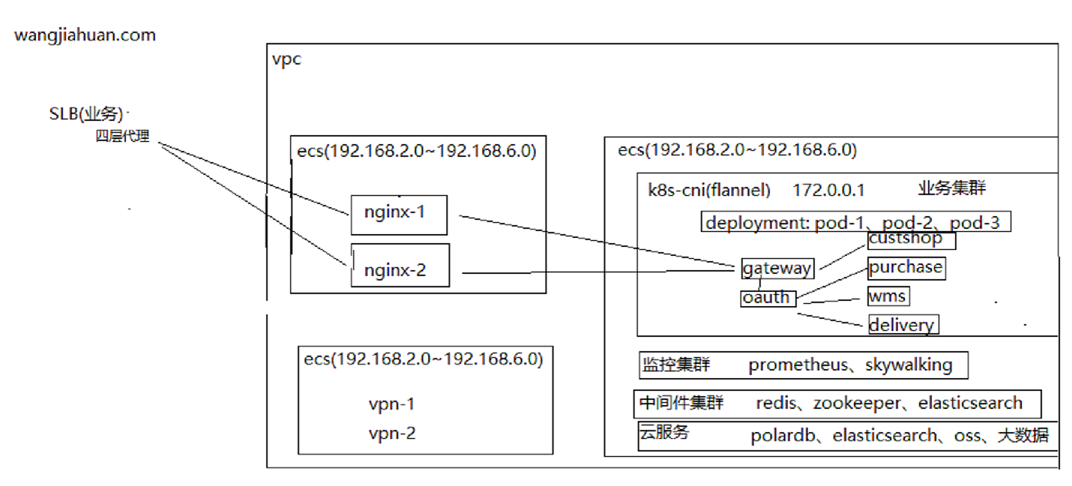 wangjiahuan.com
vpc
SLB(业务)
四层代理
ecs(192.168.2.0~192.168.6.0)
nginx-1
nginx-2
ecs(192.168.2.0~192.168.6.0)
vpn-1
vpn-2
ecs(192.168.2.0~192.168.6.0)
k8s-cni(flannel) 172.0.0.1 业务集群
deployment: pod-1、pod-2、pod-3
custshop
gateway
purchase
oauth
wms
delivery
监控集群 prometheus、skywalking
中间件集群 redis、zookeeper、elasticsearch
云服务 polardb、elasticsearch、oss、大数据